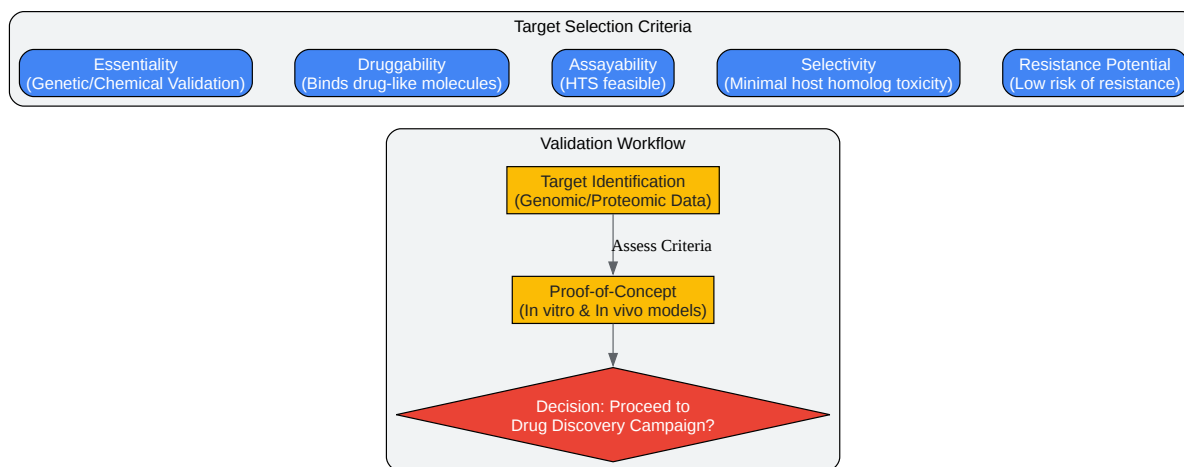 Target Selection Criteria
Essentiality
(Genetic/Chemical Validation)
Druggability
(Binds drug-like molecules)
Assayability
(HTS feasible)
Selectivity
(Minimal host homolog toxicity)
Resistance Potential
(Low risk of resistance)
Validation Workflow
Target Identification
(Genomic/Proteomic Data)
Assess Criteria
Proof-of-Concept
(In vitro & In vivo models)
Decision: Proceed to
Drug Discovery Campaign?